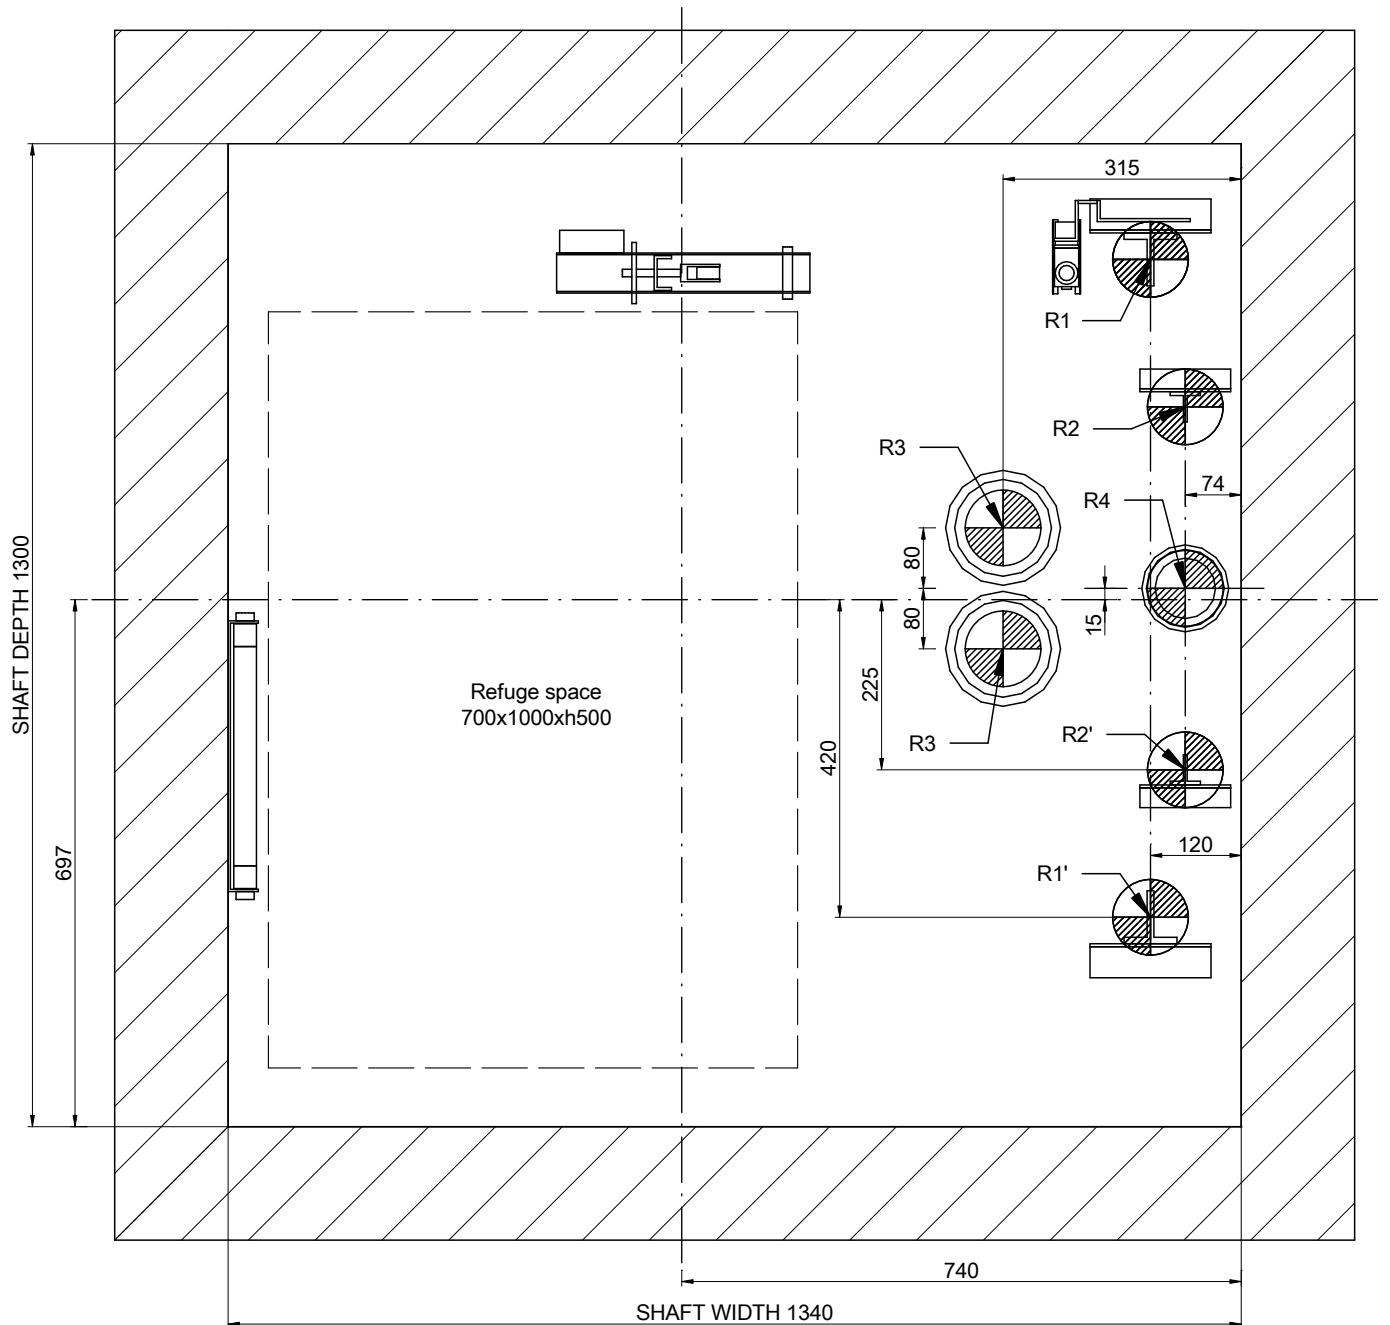 315
R1
R2
R3
74
R4
80
15
80
SHAFT DEPTH 1300
Refuge space
700x1000xh500
225
R2'
R3
420
120
697
R1'
740
SHAFT WIDTH 1340